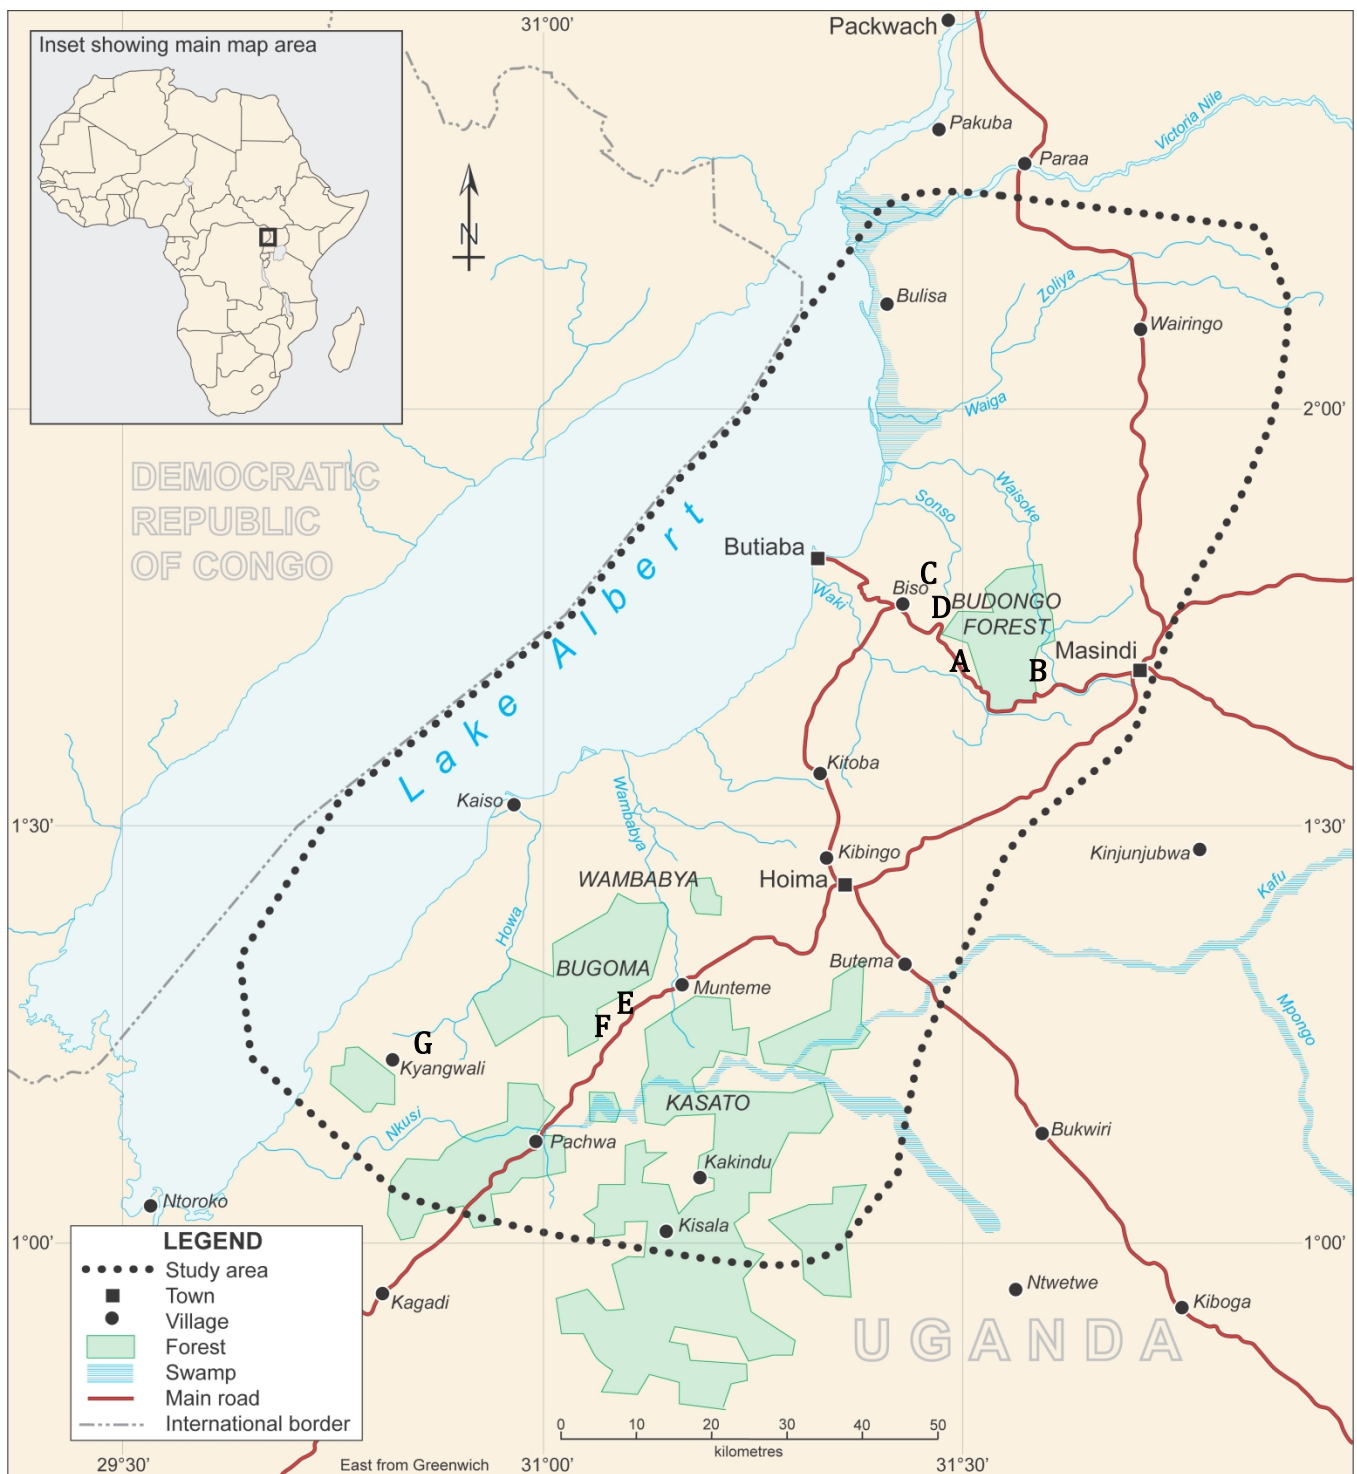 Inset showing main map area
31°00'
Packwach
Pakuba
Victoria Nile
Paraa
N
Bulisa
Zoliya
Wairingo
Waiga
2°00'
DEMOCRATIC
REPUBLIC
OF CONGO
Sonso
Waisoke
Lake Albert
Butiaba
C
Biso
Waki
D
BUDONGO
FOREST
A
B
Masindi
Kitoba
Kaiso
Wambabya
1°30'
1°30'
Kibingo
Kinjunjubwa
Hoima
WAMBABYA
Kafu
Howa
BUGOMA
Butema
Munteme
E
F
Mpongo
G
Kyangwali
KASATO
Nkusi
Pachwa
Bukwiri
Kakindu
Ntoroko
Kisala
1°00'
1°00'
LEGEND
Study area
Town
Village
Forest
Swamp
Main road
International border
Kagadi
Ntwetwe
Kiboga
UGANDA
0 10 20 30 40 50
kilometres
29°30'
East from Greenwich
31°00'
31°30'